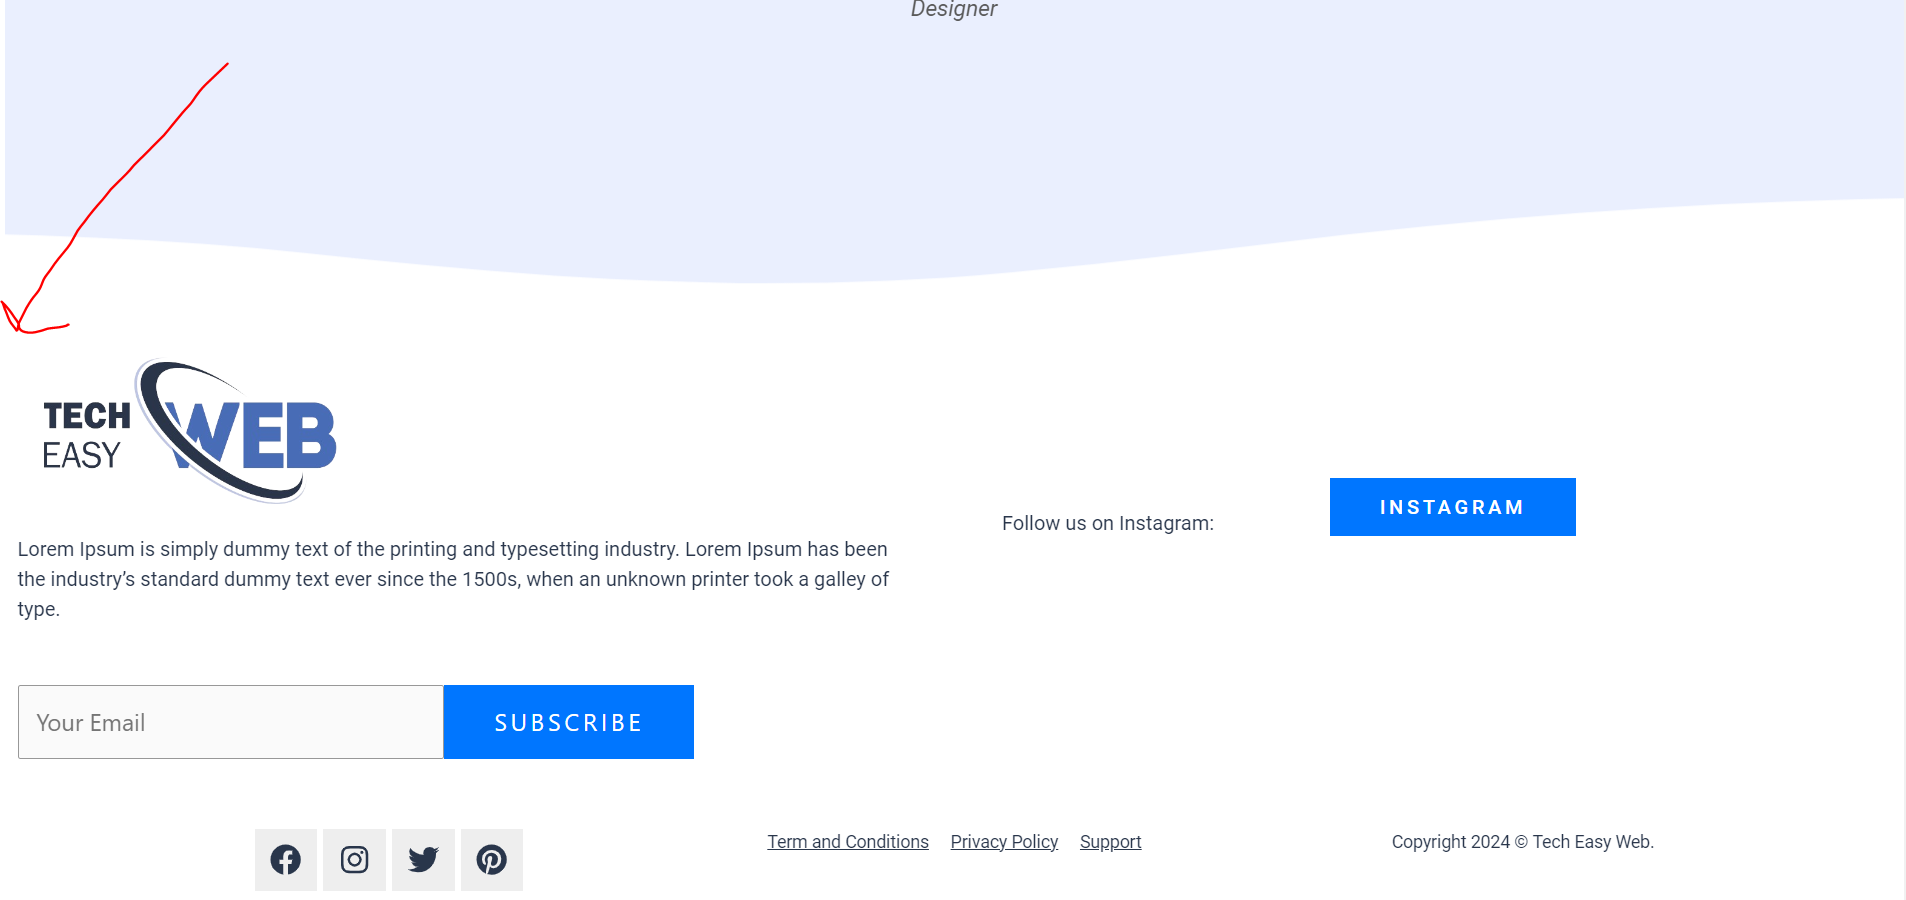 Designer
TECH
EASY
WEB
Lorem Ipsum is simply dummy text of the printing and typesetting industry. Lorem Ipsum has been
the industry’s standard dummy text ever since the 1500s, when an unknown printer took a galley of
type.
Follow us on Instagram:
INSTAGRAM
Your Email
SUBSCRIBE
Term and Conditions Privacy Policy Support
Copyright 2024 © Tech Easy Web.